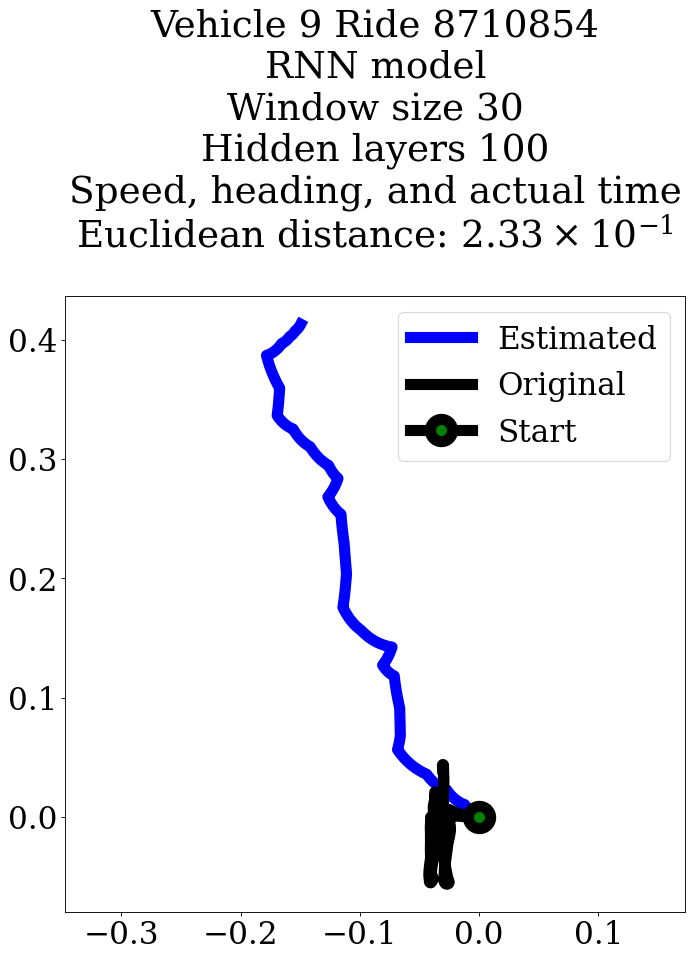 Vehicle 9 Ride 8710854
RNN model
Window size 30
Hidden layers 100
Speed, heading, and actual time
Euclidean distance: 2.33 × 10⁻¹
Estimated
Original
Start
0.4
0.3
0.2
0.1
0.0
−0.3 −0.2 −0.1 0.0 0.1